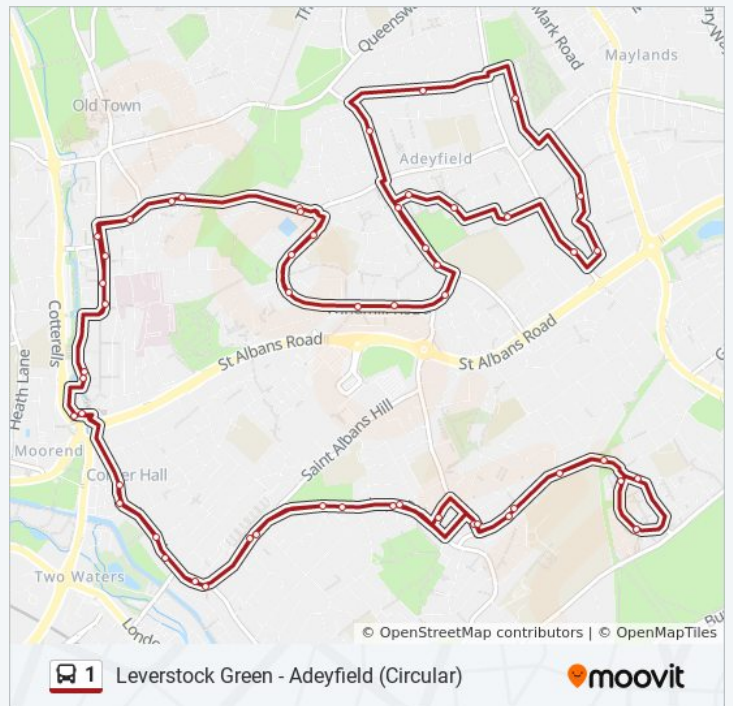 Queensw
Mark Road
Maylands
Old Town
Adeyfield
Cotterells
Heath Lane
St Albans Road
St Albans Road
Saint Albans Hill
Moorend
Corner Hall
Two Waters
Londo
© OpenStreetMap contributors | © OpenMapTiles
1 Leverstock Green - Adeyfield (Circular)
moovit